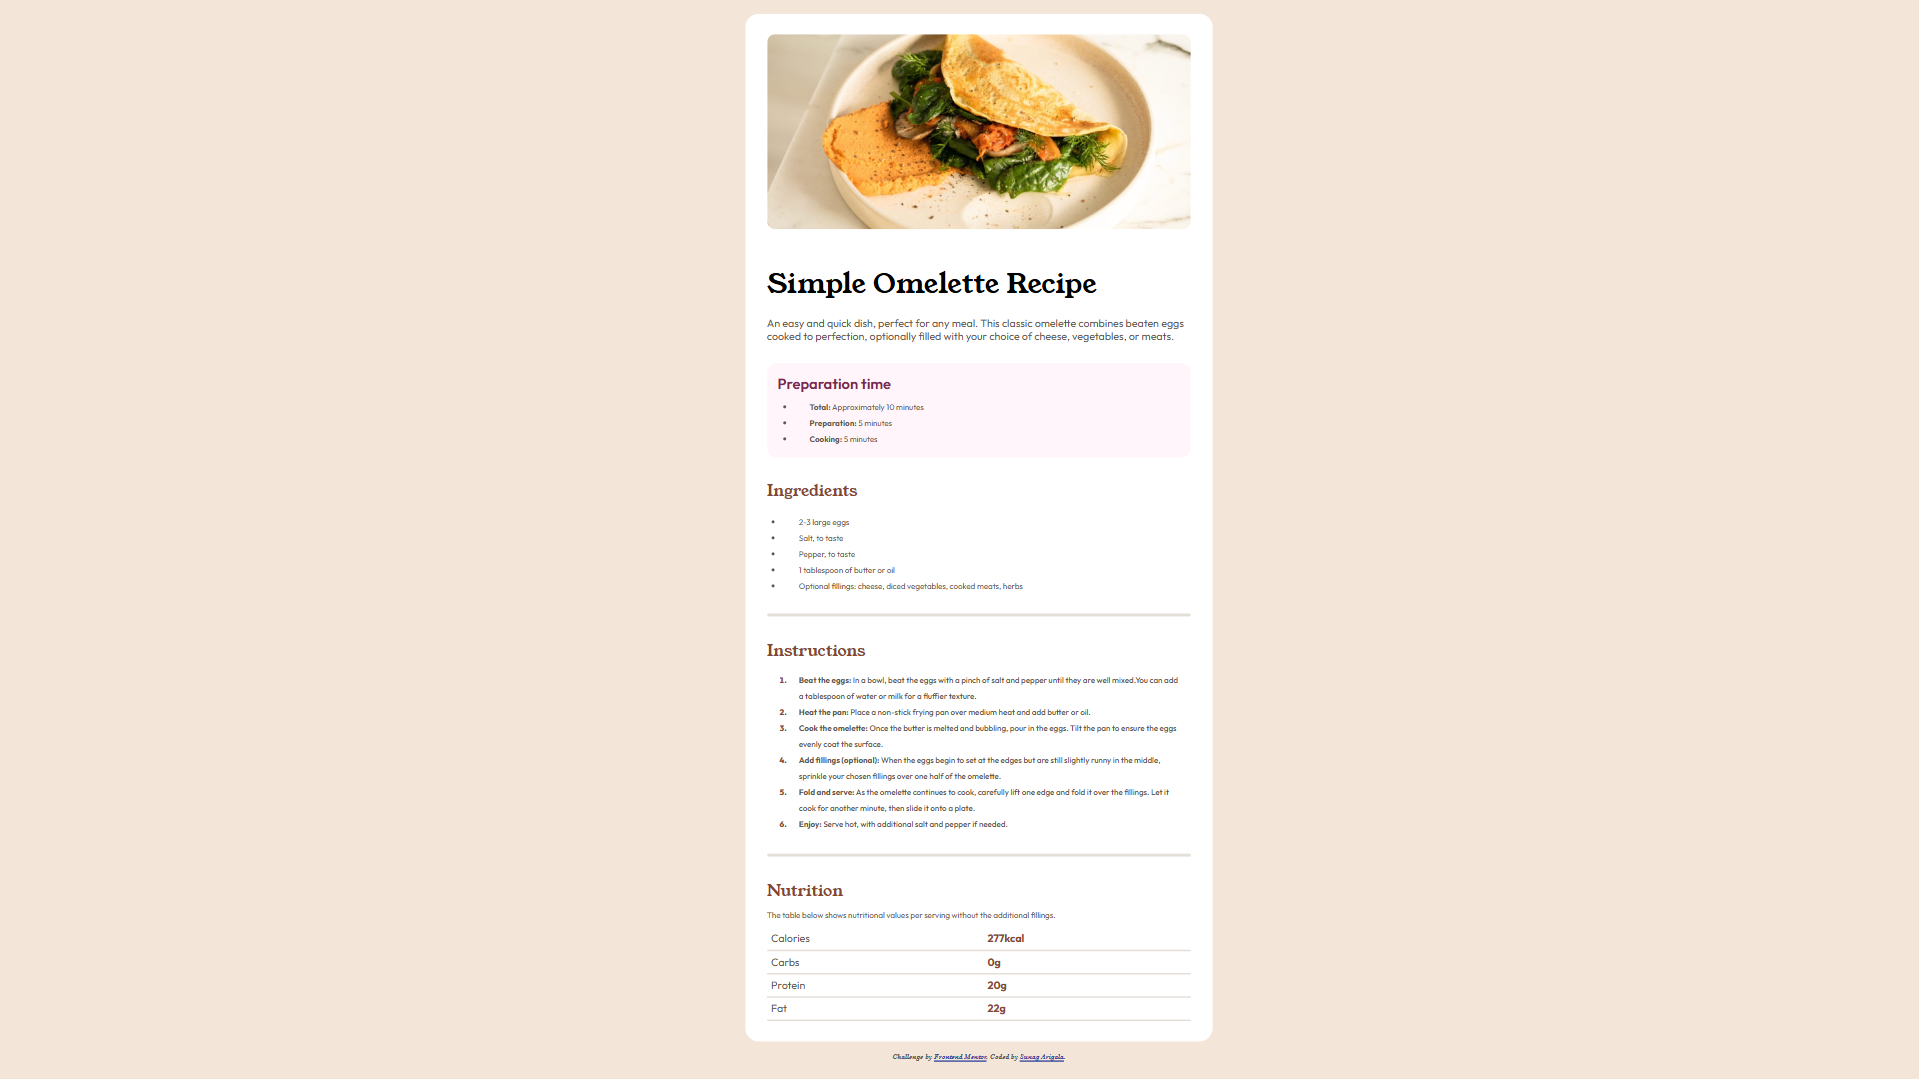 Simple Omelette Recipe
An easy and quick dish, perfect for any meal. This classic omelette combines beaten eggs
cooked to perfection, optionally filled with your choice of cheese, vegetables, or meats.
Preparation time
• Total: Approximately 10 minutes
• Preparation: 5 minutes
• Cooking: 5 minutes
Ingredients
• 2-3 large eggs
• Salt, to taste
• Pepper, to taste
• 1 tablespoon of butter or oil
• Optional fillings: cheese, diced vegetables, cooked meats, herbs
Instructions
1. Beat the eggs: In a bowl, beat the eggs with a pinch of salt and pepper until they are well mixed.You can add
a tablespoon of water or milk for a fluffier texture.
2. Heat the pan: Place a non-stick frying pan over medium heat and add butter or oil.
3. Cook the omelette: Once the butter is melted and bubbling, pour in the eggs. Tilt the pan to ensure the eggs
evenly coat the surface.
4. Add fillings (optional): When the eggs begin to set at the edges but are still slightly runny in the middle,
sprinkle your chosen fillings over one half of the omelette.
5. Fold and serve: As the omelette continues to cook, carefully lift one edge and fold it over the fillings. Let it
cook for another minute, then slide it onto a plate.
6. Enjoy: Serve hot, with additional salt and pepper if needed.
Nutrition
The table below shows nutritional values per serving without the additional fillings.
Calories 277kcal
Carbs 0g
Protein 20g
Fat 22g
Challenge by Frontend Mentor. Coded by Sunag Arigala.